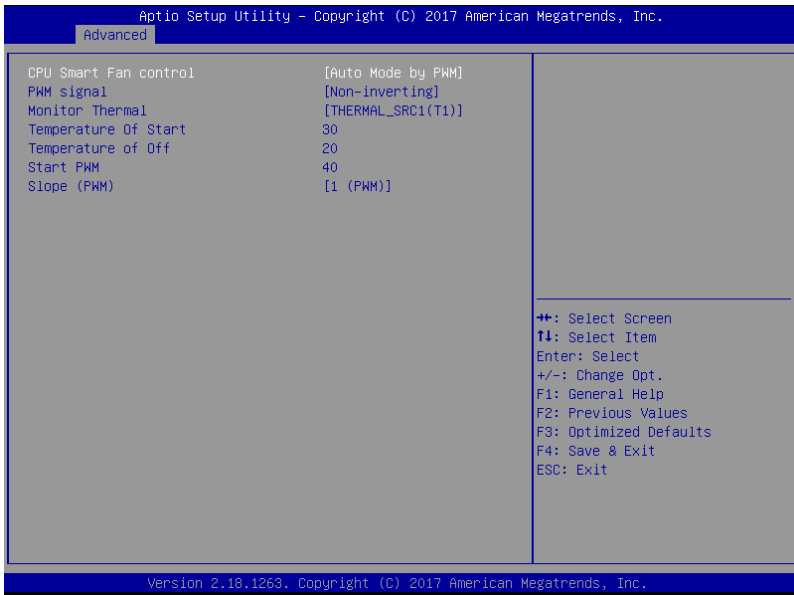 Aptio Setup Utility – Copyright (C) 2017 American Megatrends, Inc.
Advanced
CPU Smart Fan control [Auto Mode by PWM]
PWM signal [Non-inverting]
Monitor Thermal [THERMAL_SRC1(T1)]
Temperature Of Start 30
Temperature of Off 20
Start PWM 40
Slope (PWM) [1 (PWM)]
→←: Select Screen
↑↓: Select Item
Enter: Select
+/-: Change Opt.
F1: General Help
F2: Previous Values
F3: Optimized Defaults
F4: Save & Exit
ESC: Exit
Version 2.18.1263. Copyright (C) 2017 American Megatrends, Inc.